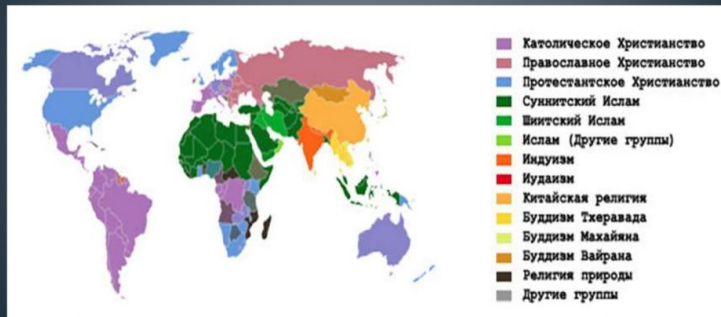 Католическое Христианство
Православное Христианство
Протестантское Христианство
Суннитский Ислам
Шиитский Ислам
Ислам (Другие группы)
Индуизм
Иудаизм
Китайская религия
Буддизм Тхеравада
Буддизм Махайяна
Буддизм Вайрана
Религия природы
Другие группы